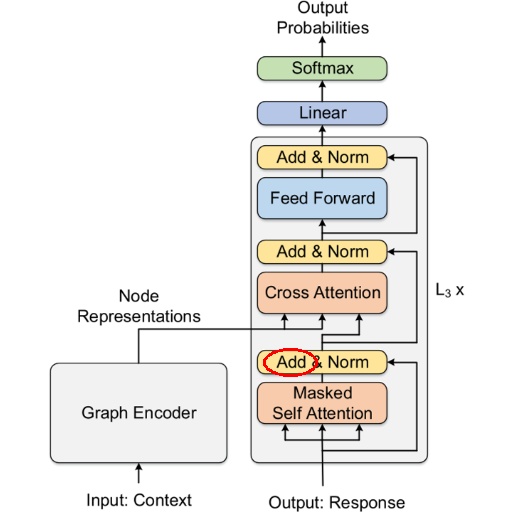 Output
Probabilities
Softmax
Linear
Add & Norm
Feed Forward
Add & Norm
Cross Attention
L₃ x
Node
Representations
Add & Norm
Masked
Self Attention
Graph Encoder
Input: Context
Output: Response